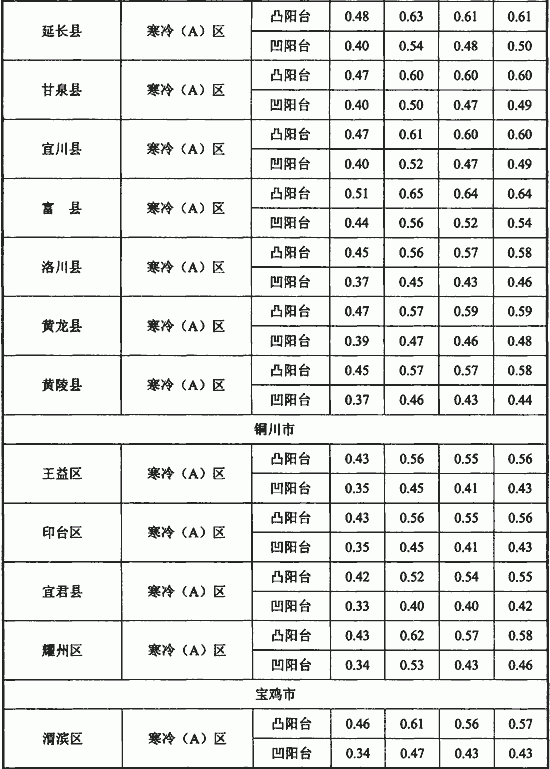 延长县 寒冷（A）区 凸阳台 0.48 0.63 0.61 0.61
凹阳台 0.40 0.54 0.48 0.50
甘泉县 寒冷（A）区 凸阳台 0.47 0.60 0.60 0.60
凹阳台 0.40 0.50 0.47 0.49
宜川县 寒冷（A）区 凸阳台 0.47 0.61 0.60 0.60
凹阳台 0.40 0.52 0.47 0.49
富 县 寒冷（A）区 凸阳台 0.51 0.65 0.64 0.64
凹阳台 0.44 0.56 0.52 0.54
洛川县 寒冷（A）区 凸阳台 0.45 0.56 0.57 0.58
凹阳台 0.37 0.45 0.43 0.46
黄龙县 寒冷（A）区 凸阳台 0.47 0.57 0.59 0.59
凹阳台 0.39 0.47 0.46 0.48
黄陵县 寒冷（A）区 凸阳台 0.45 0.57 0.57 0.58
凹阳台 0.37 0.46 0.43 0.44
铜川市
王益区 寒冷（A）区 凸阳台 0.43 0.56 0.55 0.56
凹阳台 0.35 0.45 0.41 0.43
印台区 寒冷（A）区 凸阳台 0.43 0.56 0.55 0.56
凹阳台 0.35 0.45 0.41 0.43
宜君县 寒冷（A）区 凸阳台 0.42 0.52 0.54 0.55
凹阳台 0.33 0.40 0.40 0.42
耀州区 寒冷（A）区 凸阳台 0.43 0.62 0.57 0.58
凹阳台 0.34 0.53 0.43 0.46
宝鸡市
渭滨区 寒冷（A）区 凸阳台 0.46 0.61 0.56 0.57
凹阳台 0.34 0.47 0.43 0.43